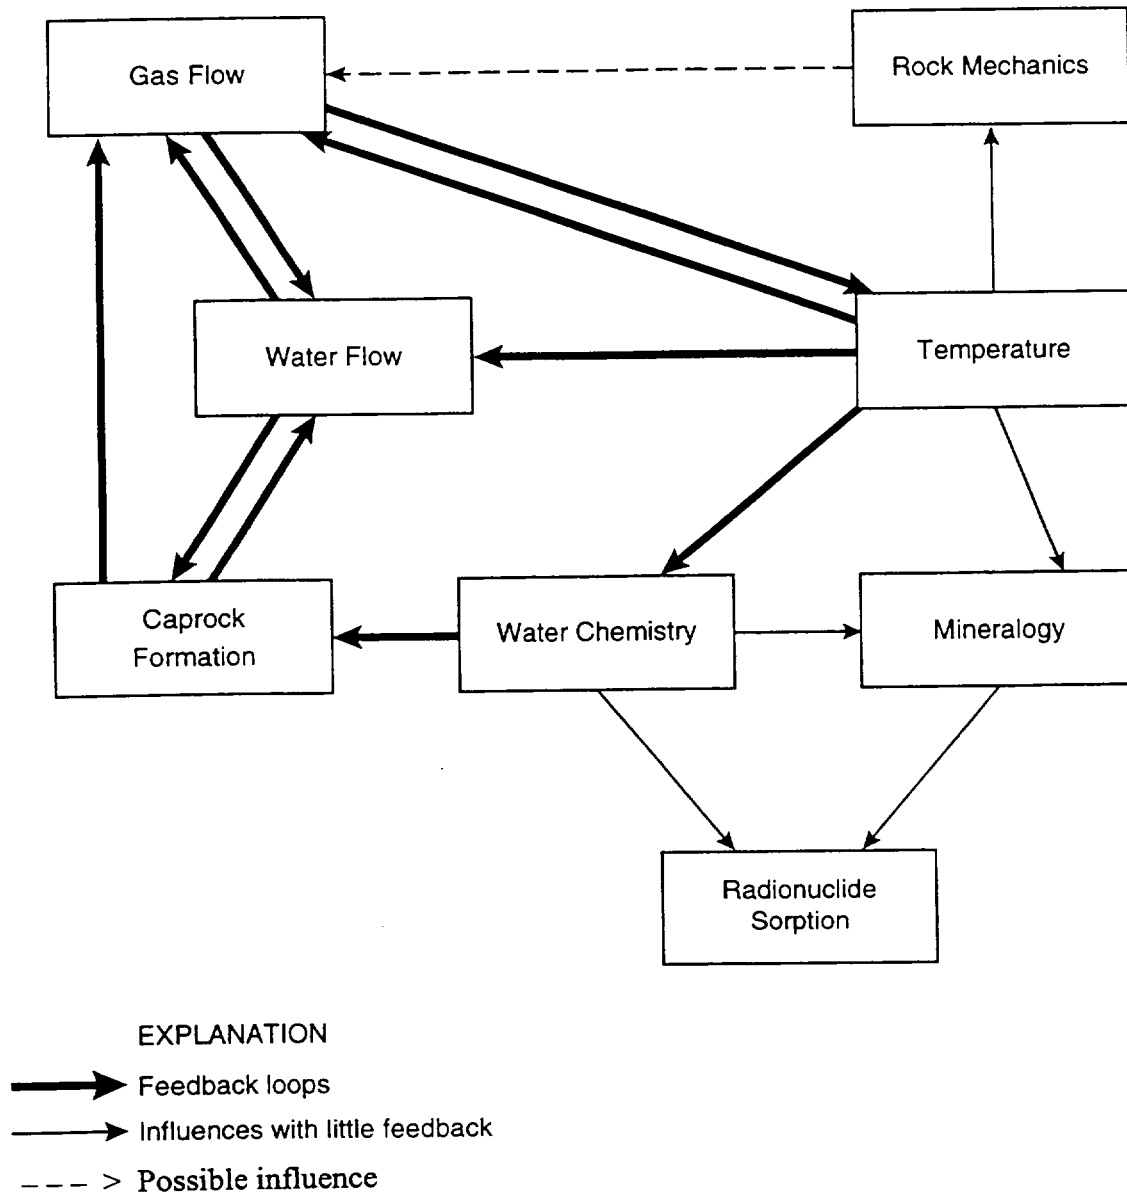 Gas Flow
Rock Mechanics
Water Flow
Temperature
Caprock
Formation
Water Chemistry
Mineralogy
Radionuclide
Sorption
EXPLANATION
Feedback loops
Influences with little feedback
Possible influence